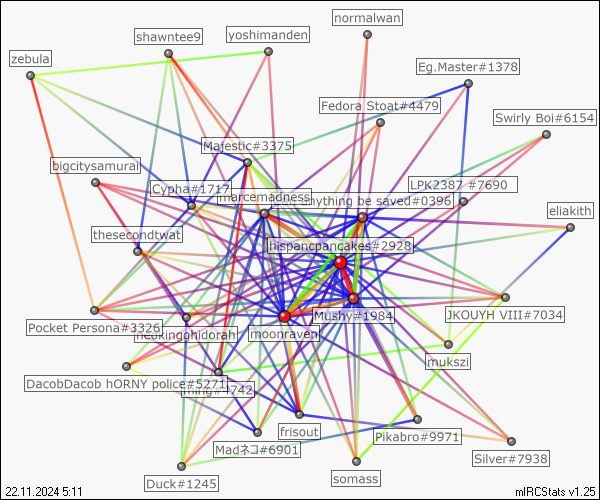 normalwan
shawntee9
yoshimanden
zebula
Eg.Master#1378
Fedora Stoat#4479
Swirly Boi#6154
Majestic#3375
bigcitysamurai
Cypha#1717
LPK2387 #7690
marcemadness
anything be saved#0396
eliakith
thesecondtwat
hispancpancakes#2928
Mushy#1984
JKOUYH VIII#7034
Pocket Persona#3326
neokingghidorah
moonraven
mukszi
DacobDacob hORNY police#5271
ming#4742
frisout
Pikabro#9971
Madネコ#6901
Silver#7938
somass
Duck#1245
22.11.2024 5:11
mIRCStats v1.25